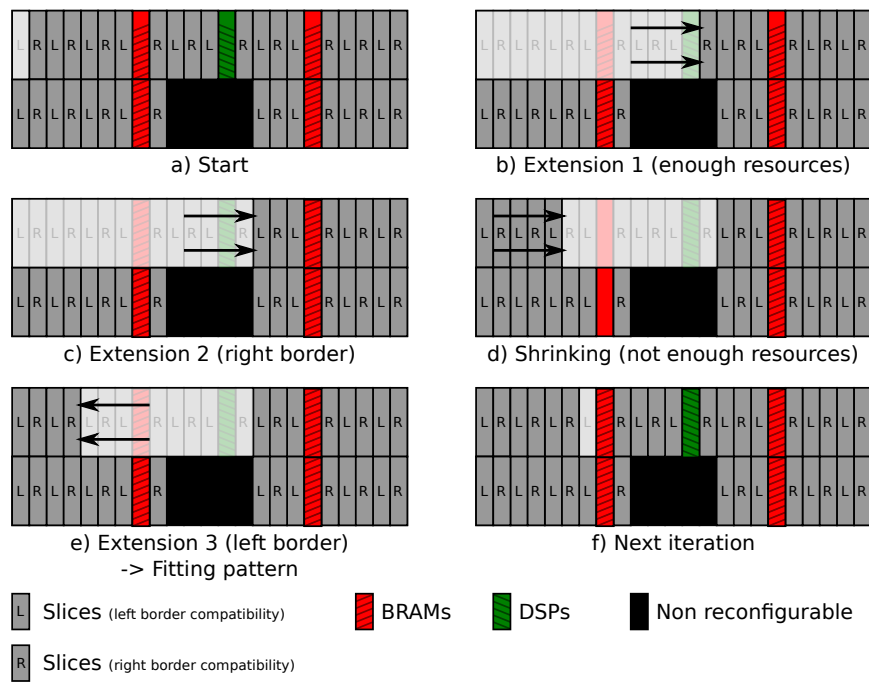 L R L R L R L R L R L R L R L R L R L R
L R L R L R L R L R L R L R L R
a) Start
L R L R L R L R L R L R L R L R L R L R
L R L R L R L R L R L R L R L R
b) Extension 1 (enough resources)
L R L R L R L R L R L R L R L R L R L R
L R L R L R L R L R L R L R L R
c) Extension 2 (right border)
L R L R L R L R L R L R L R L R L R L R
L R L R L R L R L R L R L R L R
d) Shrinking (not enough resources)
L R L R L R L R L R L R L R L R L R L R
L R L R L R L R L R L R L R L R
e) Extension 3 (left border)
-> Fitting pattern
L R L R L R L R L R L R L R L R L R L R
L R L R L R L R L R L R L R L R
f) Next iteration
L Slices (left border compatibility)
BRAMs
DSPs
Non reconfigurable
R Slices (right border compatibility)